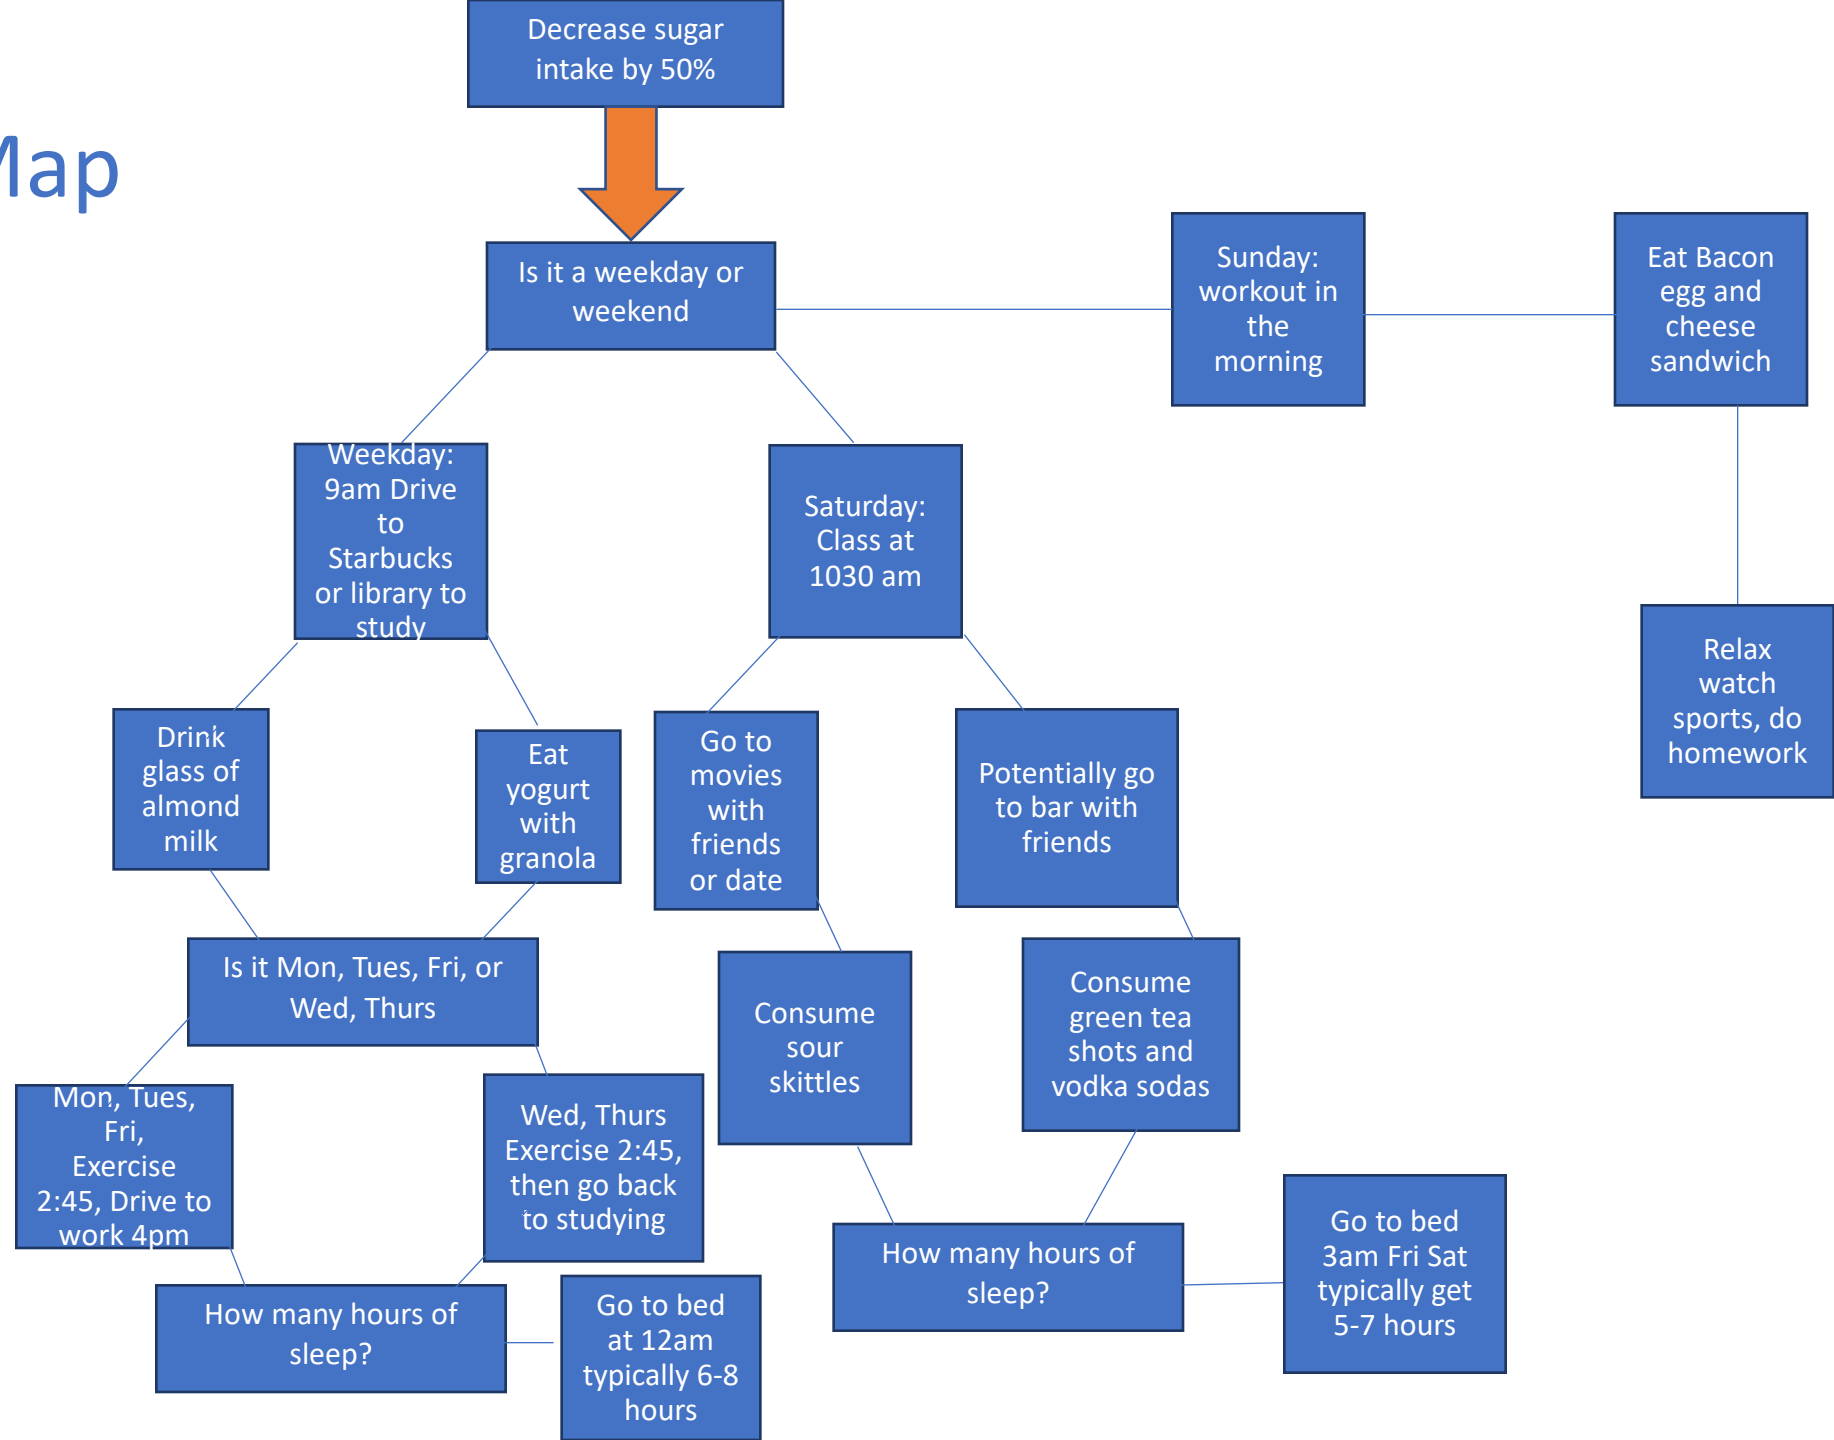 Decrease sugar
intake by 50%
Map
Is it a weekday or
weekend
Sunday:
workout in
the
morning
Eat Bacon
egg and
cheese
sandwich
Weekday:
9am Drive
to
Starbucks
or library to
study
Saturday:
Class at
1030 am
Relax
watch
sports, do
homework
Drink
glass of
almond
milk
Eat
yogurt
with
granola
Go to
movies
with
friends
or date
Potentially go
to bar with
friends
Is it Mon, Tues, Fri, or
Wed, Thurs
Consume
sour
skittles
Consume
green tea
shots and
vodka sodas
Mon, Tues,
Fri,
Exercise
2:45, Drive to
work 4pm
Wed, Thurs
Exercise 2:45,
then go back
to studying
How many hours of
sleep?
Go to bed
3am Fri Sat
typically get
5-7 hours
How many hours of
sleep?
Go to bed
at 12am
typically 6-8
hours